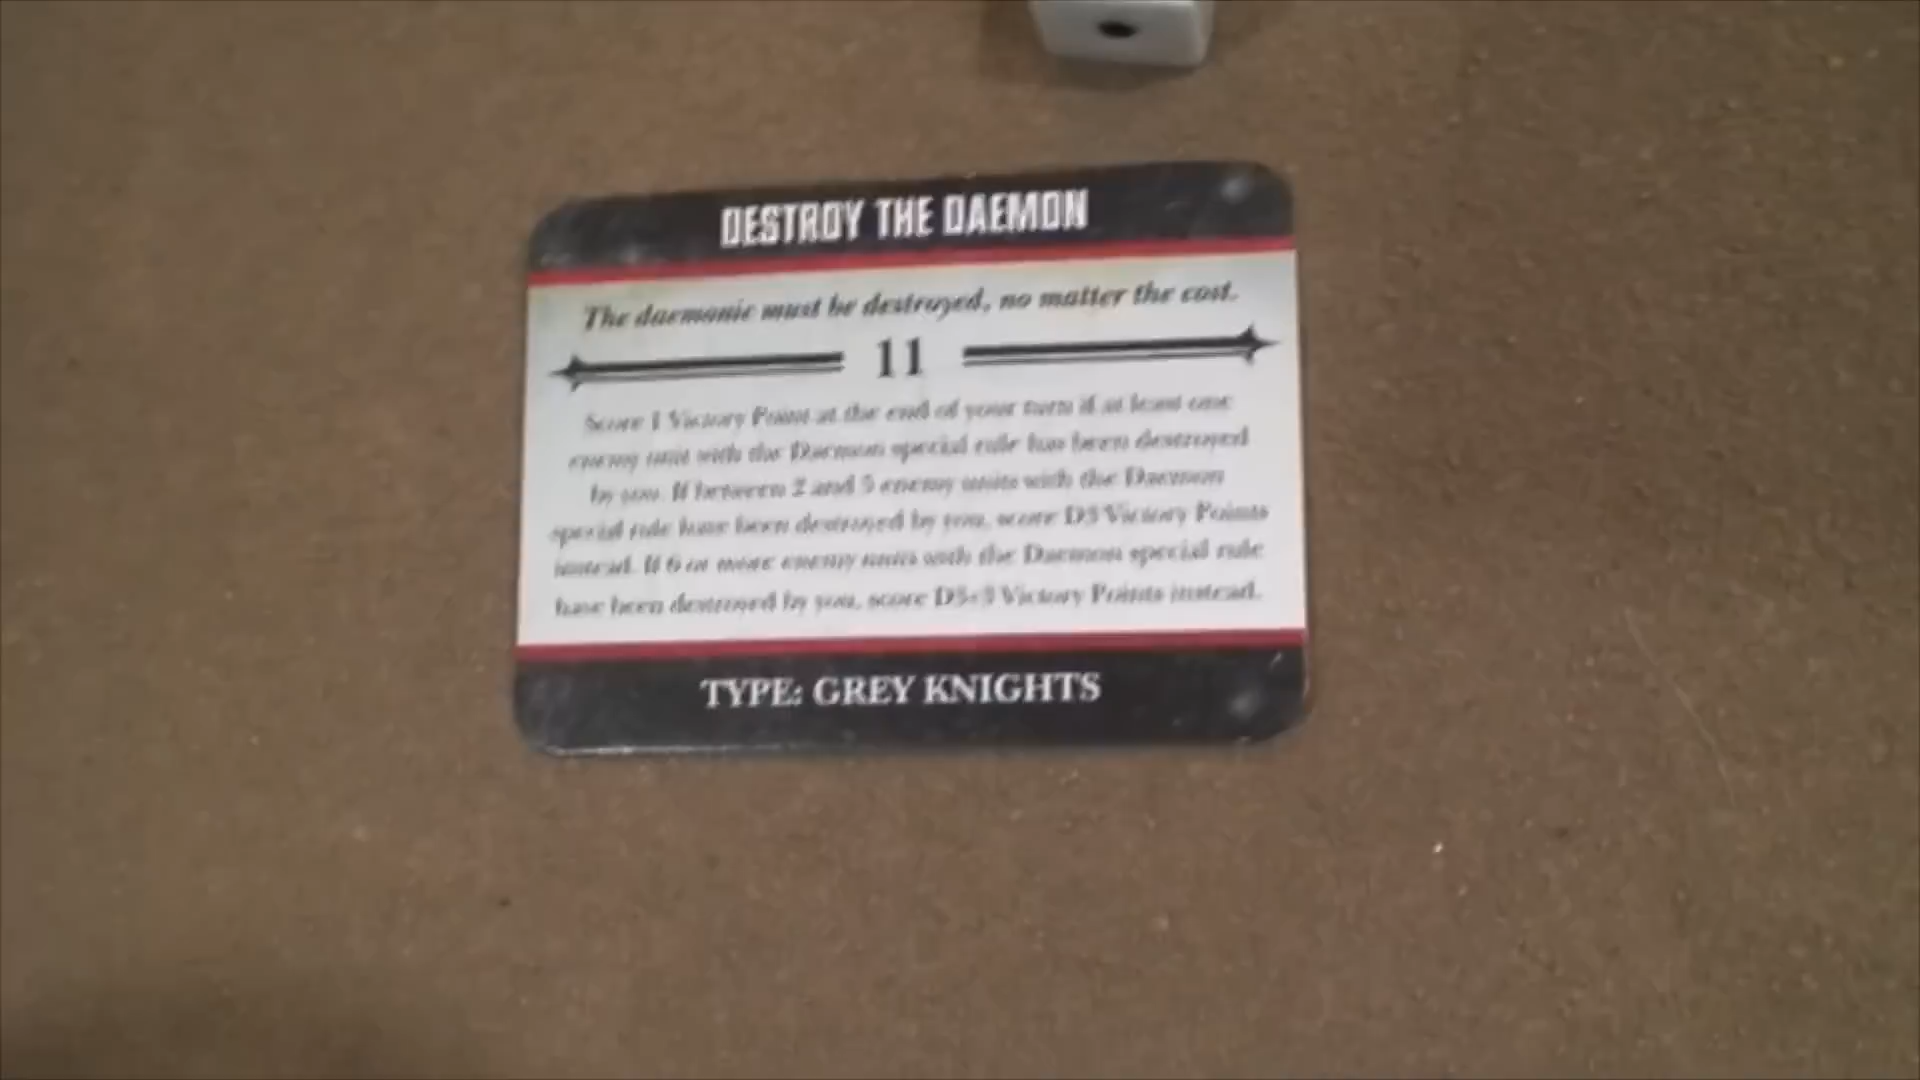 DESTROY THE DAEMON
The daemonic must be destroyed, no matter the cost.
11
Score 1 Victory Point at the end of your turn if at least one
enemy unit with the Daemon special rule has been destroyed
by you. If between 2 and 5 enemy units with the Daemon
special rule have been destroyed by you, score D3 Victory Points
instead. If 6 or more enemy units with the Daemon special rule
have been destroyed by you, score D3+3 Victory Points instead.
TYPE: GREY KNIGHTS